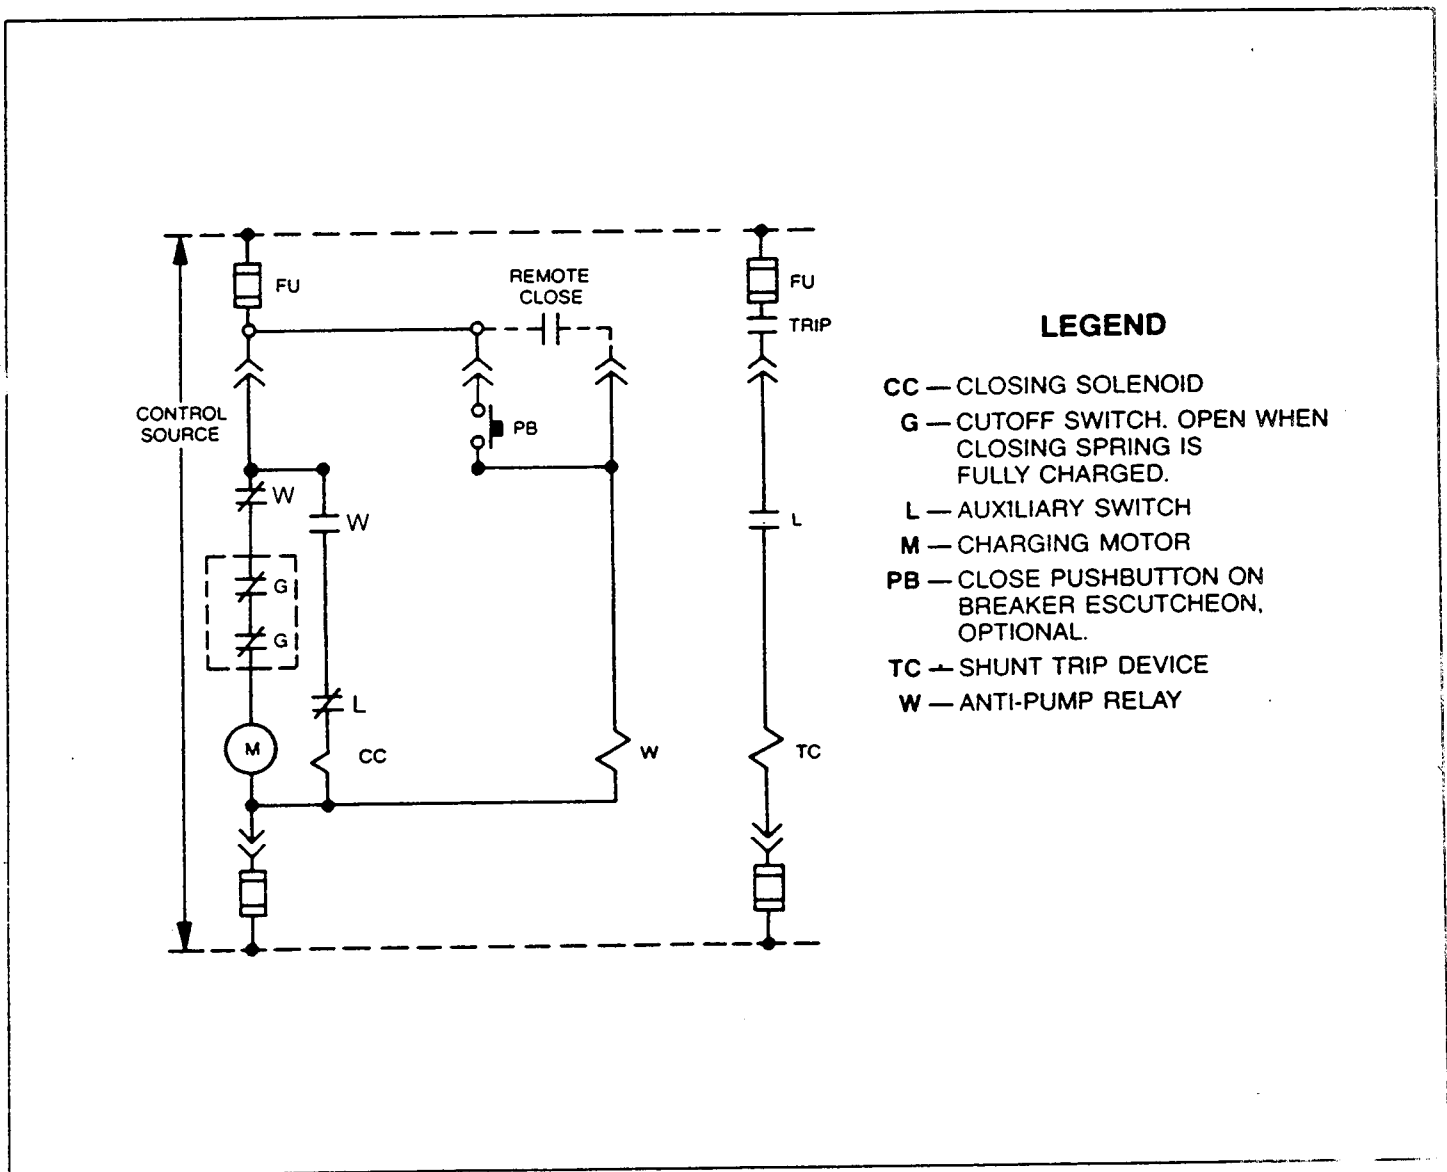 FU
REMOTE
CLOSE
FU
TRIP
CONTROL
SOURCE
PB
W
W
G
G
L
L
M
CC
W
TC
LEGEND
CC — CLOSING SOLENOID
G — CUTOFF SWITCH. OPEN WHEN
CLOSING SPRING IS
FULLY CHARGED.
L — AUXILIARY SWITCH
M — CHARGING MOTOR
PB — CLOSE PUSHBUTTON ON
BREAKER ESCUTCHEON,
OPTIONAL.
TC — SHUNT TRIP DEVICE
W — ANTI-PUMP RELAY